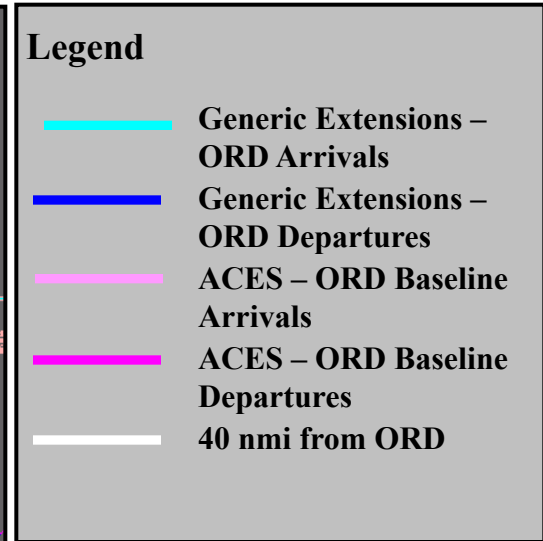 Legend
Generic Extensions –
ORD Arrivals
Generic Extensions –
ORD Departures
ACES – ORD Baseline
Arrivals
ACES – ORD Baseline
Departures
40 nmi from ORD